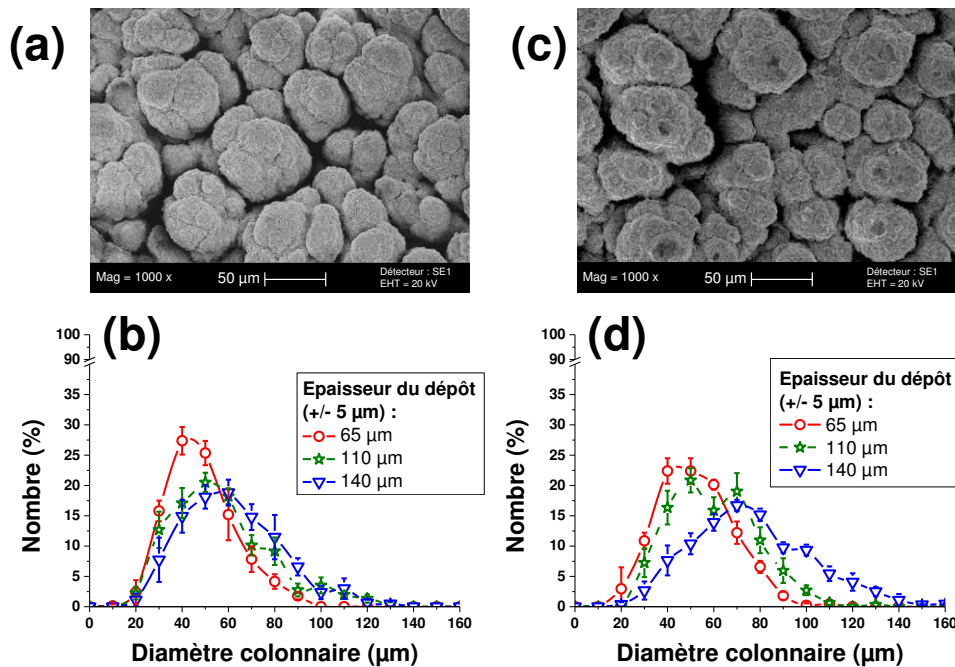 (a)
Mag = 1000 x
50 µm
Détecteur : SE1
EHT = 20 kV
(c)
Mag = 1000 x
50 µm
Détecteur : SE1
EHT = 20 kV
(b)
Nombre (%)
100
90
35
30
25
20
15
10
5
0
0 20 40 60 80 100 120 140 160
Diamètre colonnaire (µm)
Epaisseur du dépôt
(+/- 5 µm) :
65 µm
110 µm
140 µm
(d)
Nombre (%)
100
90
35
30
25
20
15
10
5
0
0 20 40 60 80 100 120 140 160
Diamètre colonnaire (µm)
Epaisseur du dépôt
(+/- 5 µm) :
65 µm
110 µm
140 µm